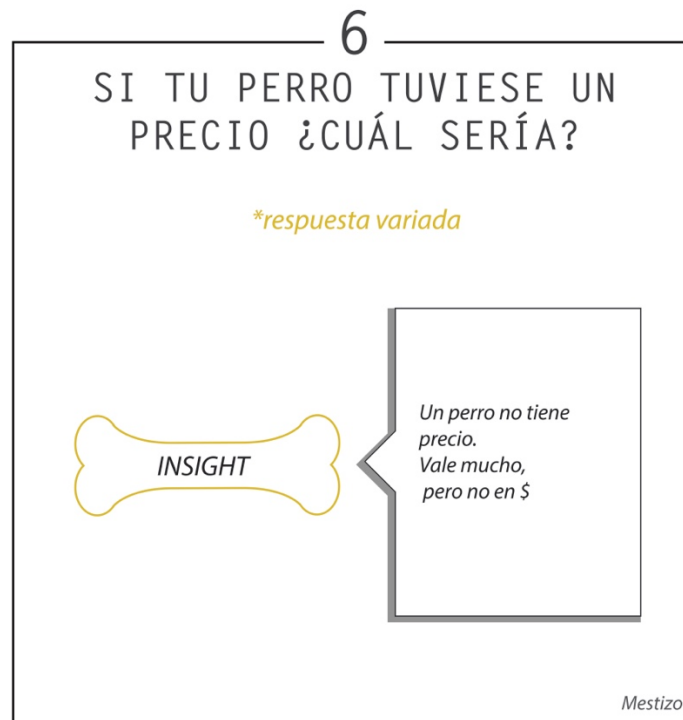 6
SI TU PERRO TUVIESE UN
PRECIO ¿CUÁL SERÍA?
*respuesta variada
INSIGHT
Un perro no tiene
precio.
Vale mucho,
pero no en $
Mestizo